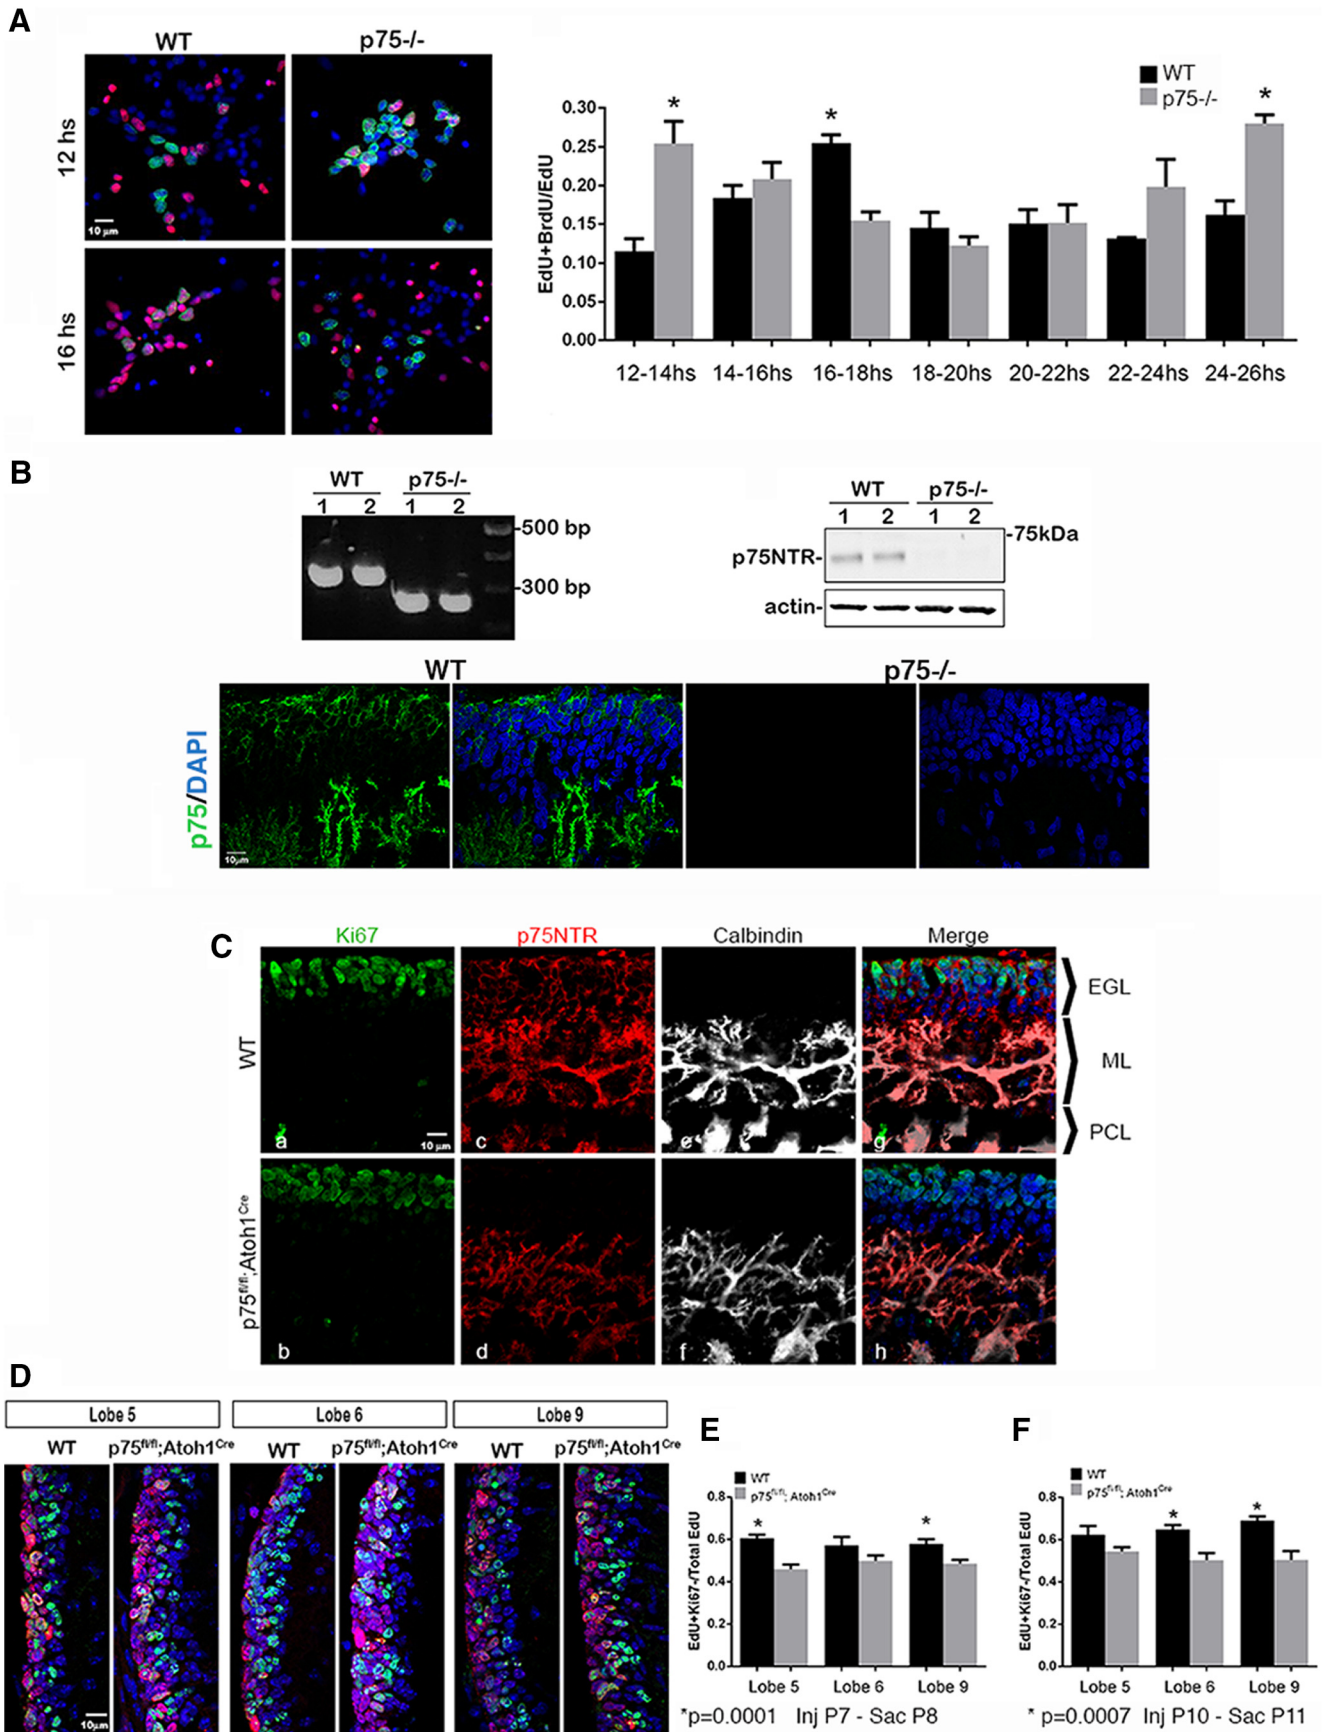 A
WT
p75-/-
12 hs
10 µm
16 hs
WT
p75-/-
EdU+BrdU/EdU
0.30
0.25
0.20
0.15
0.10
0.05
0.00
*
*
*
12-14hs
14-16hs
16-18hs
18-20hs
20-22hs
22-24hs
24-26hs
B
WT
p75-/-
1 2 1 2
-500 bp
-300 bp
WT
p75-/-
1 2 1 2
-75kDa
p75NTR-
actin-
WT
p75-/-
p75/DAPI
10µm
C
Ki67
p75NTR
Calbindin
Merge
WT
a
10 µm
c
e
g
EGL
ML
PCL
p75fl/fl;Atoh1Cre
b
d
f
h
D
Lobe 5
Lobe 6
Lobe 9
WT
p75fl/fl;Atoh1Cre
WT
p75fl/fl;Atoh1Cre
WT
p75fl/fl;Atoh1Cre
10µm
E
WT
p75fl/fl; Atoh1Cre
EdU+Ki67-/Total EdU
0.8
0.6
0.4
0.2
0.0
*
*
Lobe 5
Lobe 6
Lobe 9
*p=0.0001 Inj P7 - Sac P8
F
WT
p75fl/fl; Atoh1Cre
EdU+Ki67-/Total EdU
0.8
0.6
0.4
0.2
0.0
*
*
Lobe 5
Lobe 6
Lobe 9
* p=0.0007 Inj P10 - Sac P11